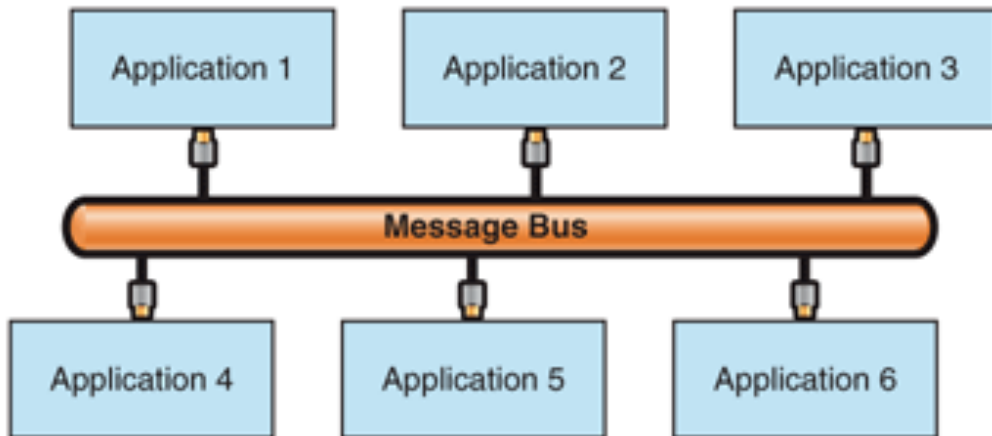 Application 1
Application 2
Application 3
Message Bus
Application 4
Application 5
Application 6